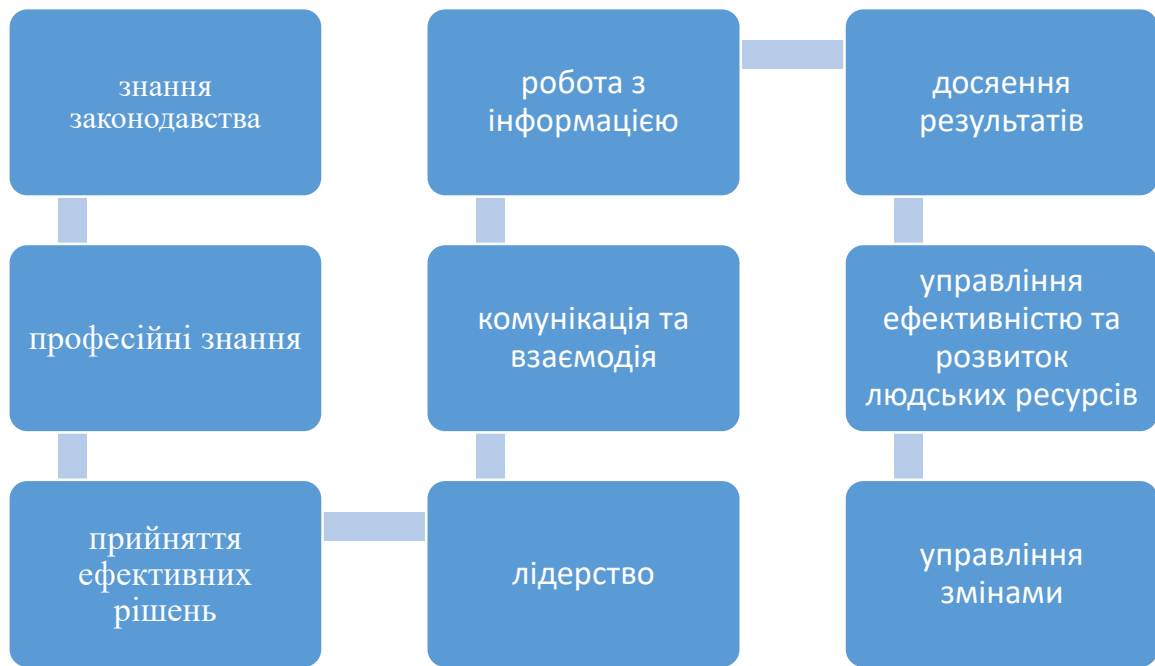 знання
законодавства
професійні знання
прийняття
ефективних
рішень
лідерство
комунікація та
взаємодія
робота з
інформацією
досяення
результатів
управління
ефективністю та
розвиток
людських ресурсів
управління
змінами